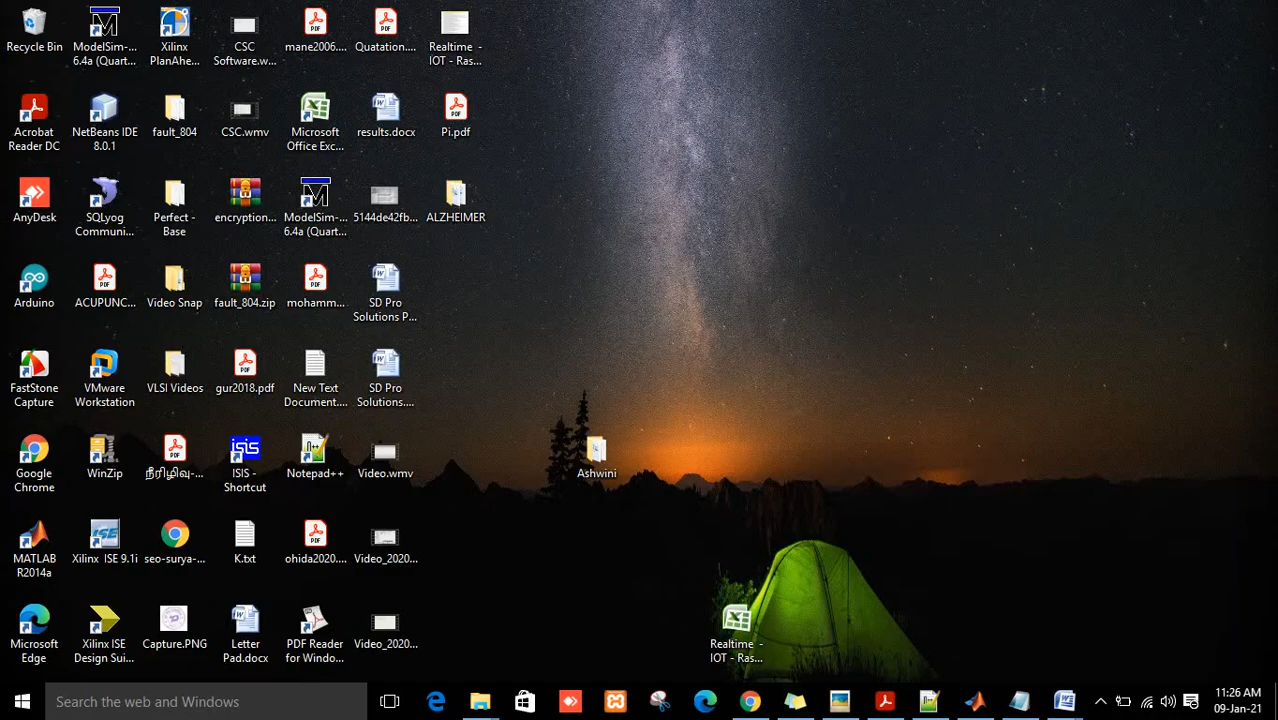 Recycle Bin
ModelSim-...
6.4a (Quart...
Xilinx
PlanAhe...
CSC
Software.w...
mane2006....
Quatation....
Realtime -
IOT - Ras...
Acrobat
Reader DC
NetBeans IDE
8.0.1
fault_804
CSC.wmv
Microsoft
Office Exc...
results.docx
Pi.pdf
AnyDesk
SQLyog
Communi...
Perfect -
Base
encryption...
ModelSim-...
6.4a (Quart...
5144de42fb...
ALZHEIMER
Arduino
ACUPUNC...
Video Snap
fault_804.zip
mohamm...
SD Pro
Solutions P...
FastStone
Capture
VMware
Workstation
VLSI Videos
gur2018.pdf
New Text
Document....
SD Pro
Solutions....
Google
Chrome
WinZip
நீரிழிவு-...
ISIS -
Shortcut
Notepad++
Video.wmv
Ashwini
MATLAB
R2014a
Xilinx ISE 9.1i
seo-surya-...
K.txt
ohida2020....
Video_2020...
Microsoft
Edge
Xilinx ISE
Design Sui...
Capture.PNG
Letter
Pad.docx
PDF Reader
for Windo...
Video_2020...
Realtime -
IOT - Ras...
Search the web and Windows
11:26 AM
09-Jan-21